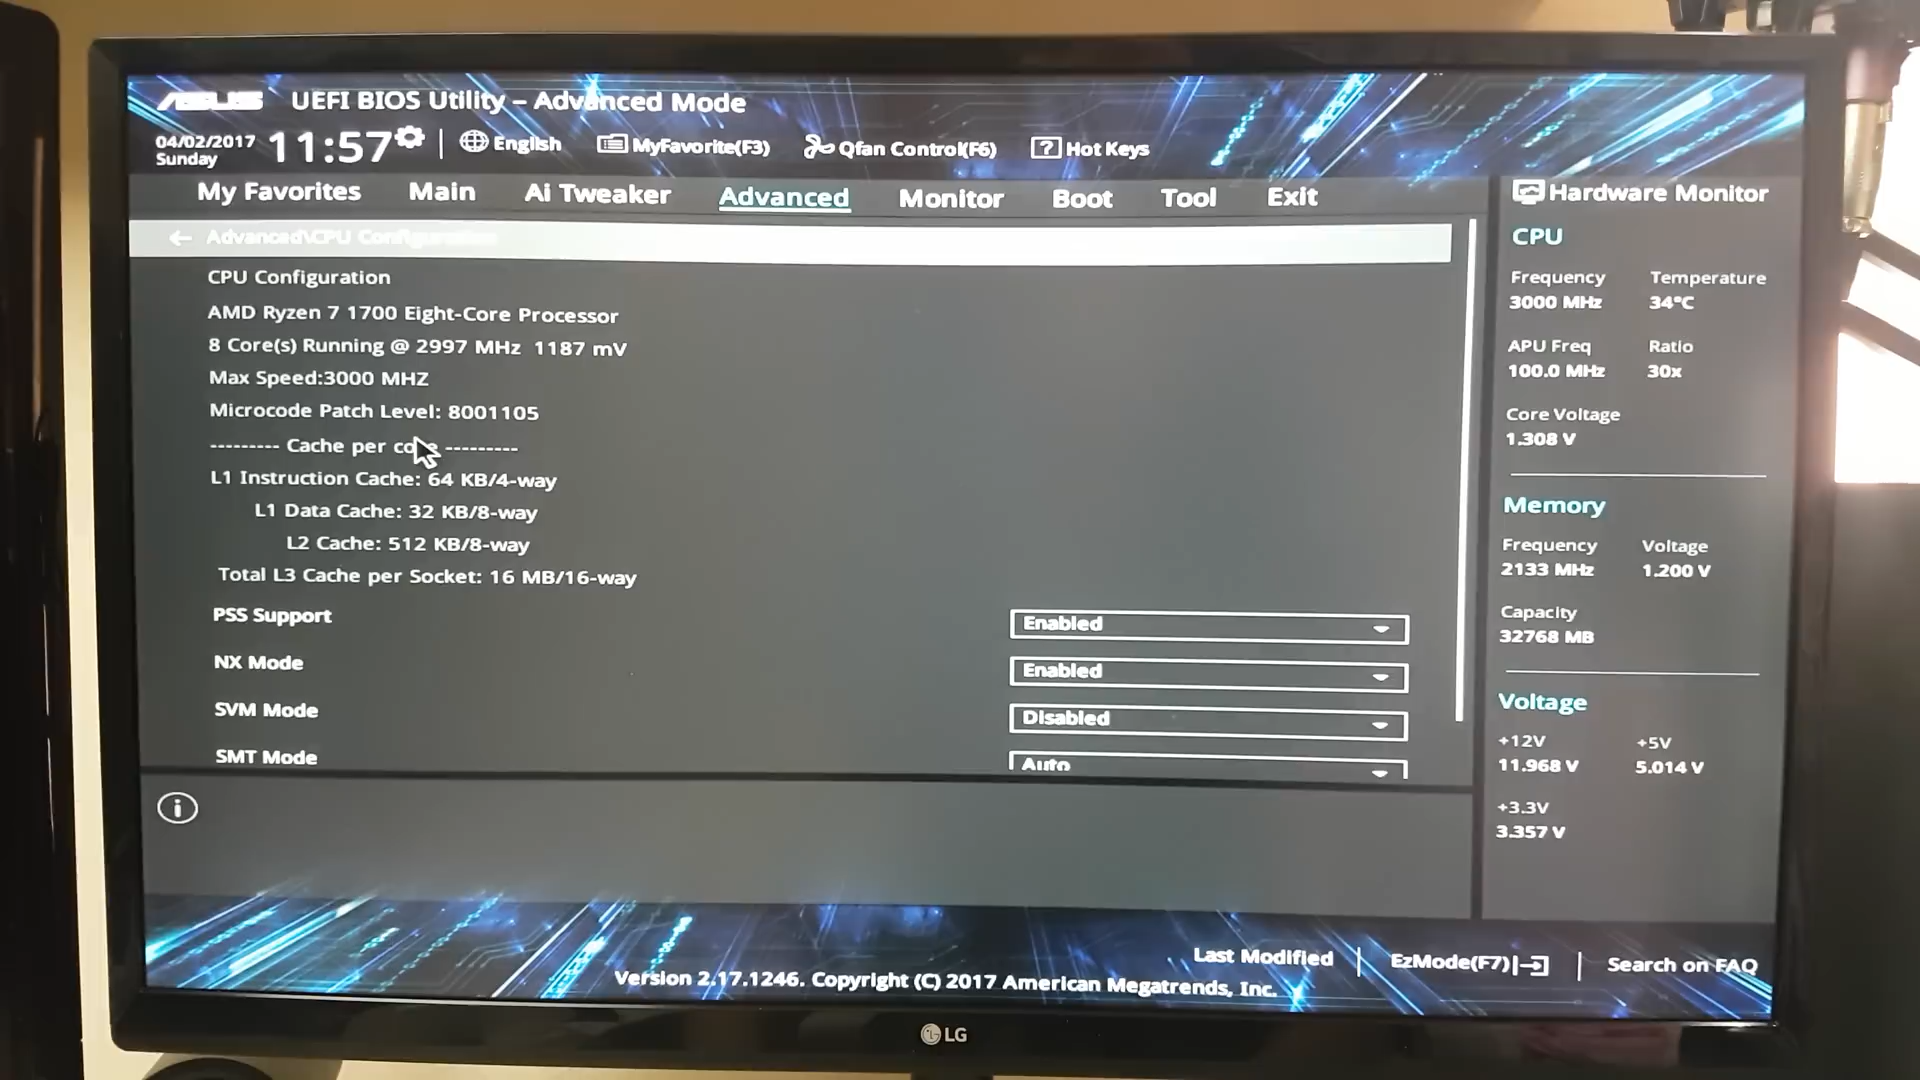 ASUS UEFI BIOS Utility – Advanced Mode
04/02/2017 Sunday 11:57 English MyFavorite(F3) Qfan Control(F6) ? Hot Keys
My Favorites Main Ai Tweaker Advanced Monitor Boot Tool Exit
← Advanced\CPU Configuration
CPU Configuration
AMD Ryzen 7 1700 Eight-Core Processor
8 Core(s) Running @ 2997 MHz 1187 mV
Max Speed:3000 MHZ
Microcode Patch Level: 8001105
--------- Cache per core ---------
L1 Instruction Cache: 64 KB/4-way
L1 Data Cache: 32 KB/8-way
L2 Cache: 512 KB/8-way
Total L3 Cache per Socket: 16 MB/16-way
PSS Support Enabled
NX Mode Enabled
SVM Mode Disabled
SMT Mode Auto
Hardware Monitor
CPU
Frequency Temperature
3000 MHz 34°C
APU Freq Ratio
100.0 MHz 30x
Core Voltage
1.308 V
Memory
Frequency Voltage
2133 MHz 1.200 V
Capacity
32768 MB
Voltage
+12V +5V
11.968 V 5.014 V
+3.3V
3.357 V
Last Modified EzMode(F7) Search on FAQ
Version 2.17.1246. Copyright (C) 2017 American Megatrends, Inc.
LG